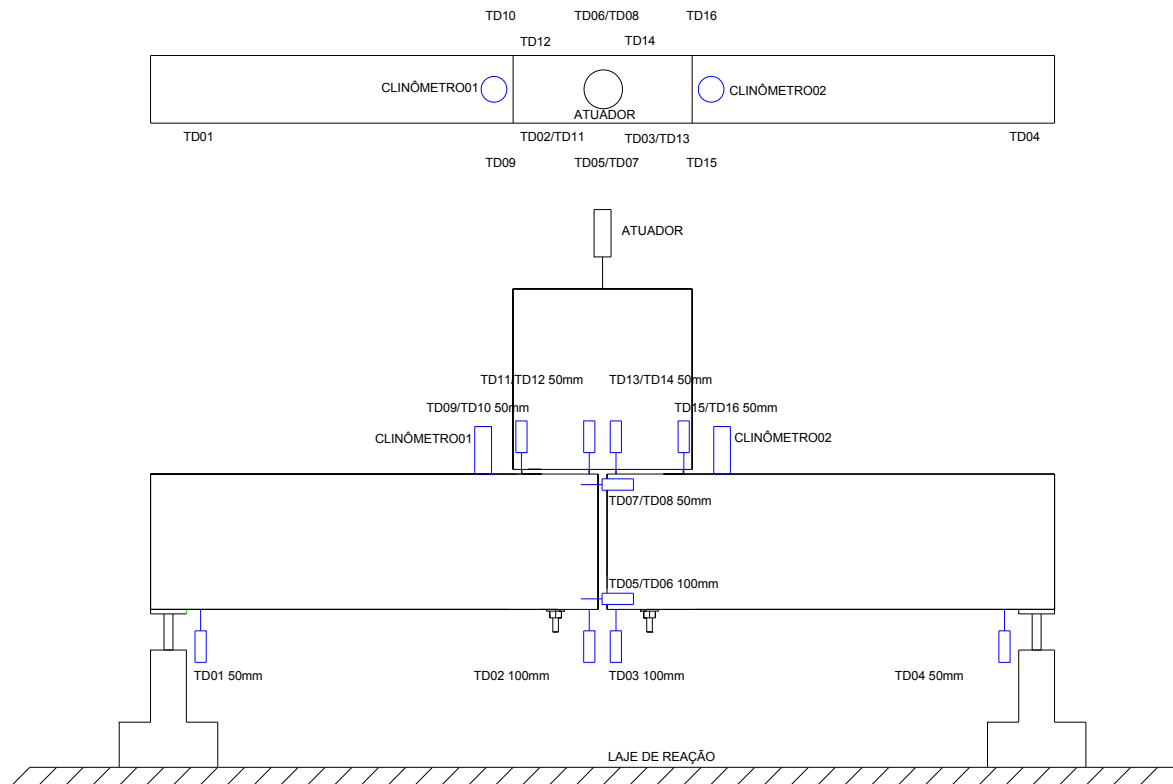 TD10 TD06/TD08 TD16
TD12 TD14
CLINÔMETRO01 CLINÔMETRO02
ATUADOR
TD01 TD02/TD11 TD03/TD13 TD04
TD09 TD05/TD07 TD15
ATUADOR
TD11/TD12 50mm TD13/TD14 50mm
TD09/TD10 50mm TD15/TD16 50mm
CLINÔMETRO01 CLINÔMETRO02
TD07/TD08 50mm
TD05/TD06 100mm
TD01 50mm TD02 100mm TD03 100mm TD04 50mm
LAJE DE REAÇÃO